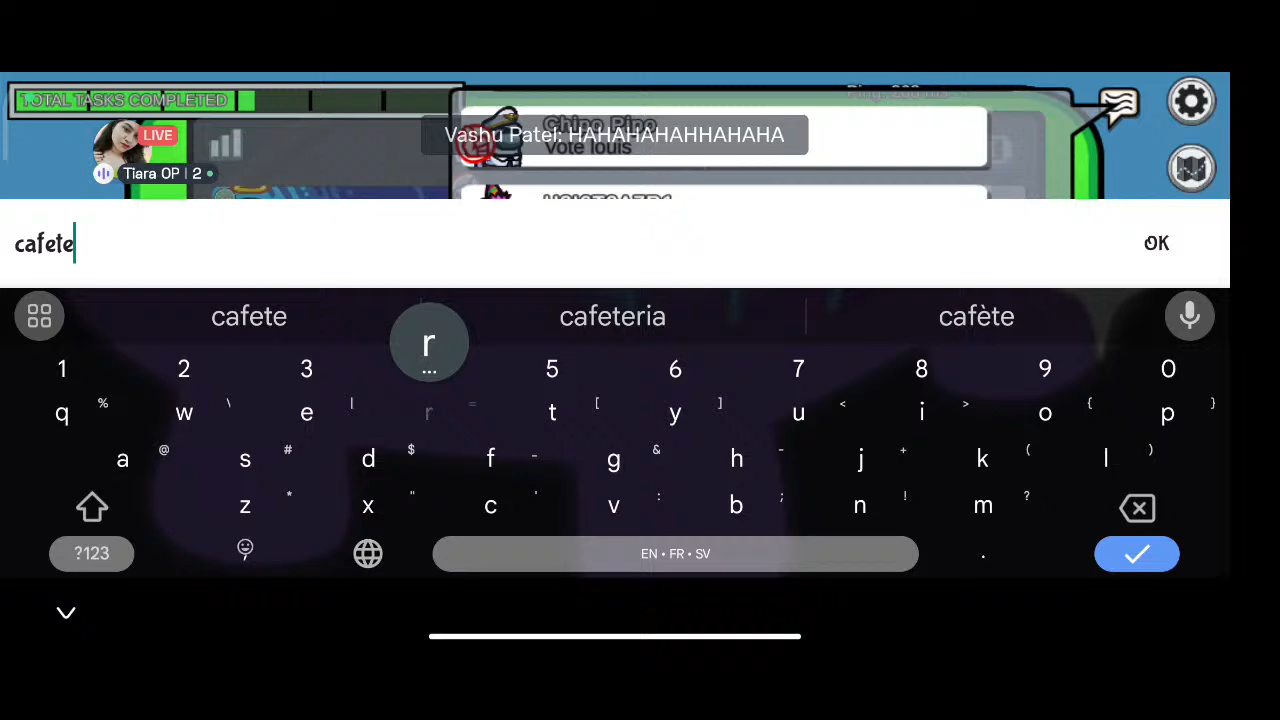 TOTAL TASKS COMPLETED
LIVE
Tiara OP | 2
Chipo Pipo
Vote louis
Vashu Patel: HAHAHAHAHHAHAHA
cafete
OK
cafete cafeteria cafète
r
...
1 2 3 5 6 7 8 9 0
q % w \ e | r = t [ y ] u < i > o { p }
a @ s # d $ f - g & h - j + k ( l )
z * x " c ' v : b ; n ! m ?
?123 EN • FR • SV .